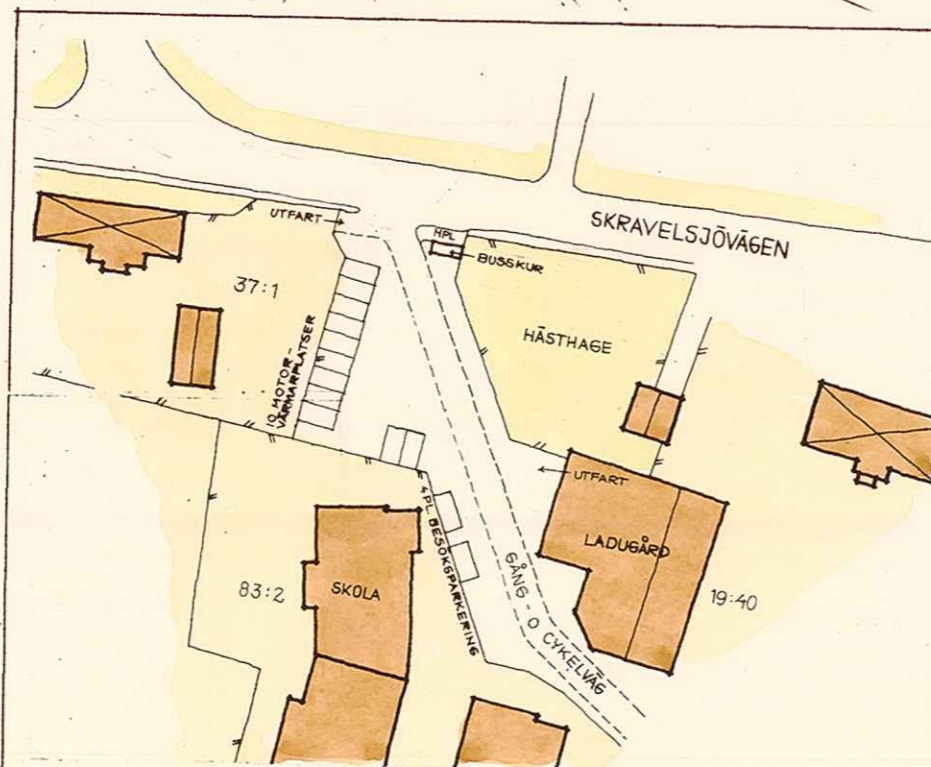 SKRAVELSJÖVÄGEN
UTFART
HPL
BUSSKUR
37:1
HÄSTHAGE
10 MOTOR-
VÄRMARPLATSER
UTFART
4 PL BESÖKSPARKERING
LADUGÅRD
83:2
SKOLA
GÅNG- O CYKELVÄG
19:40